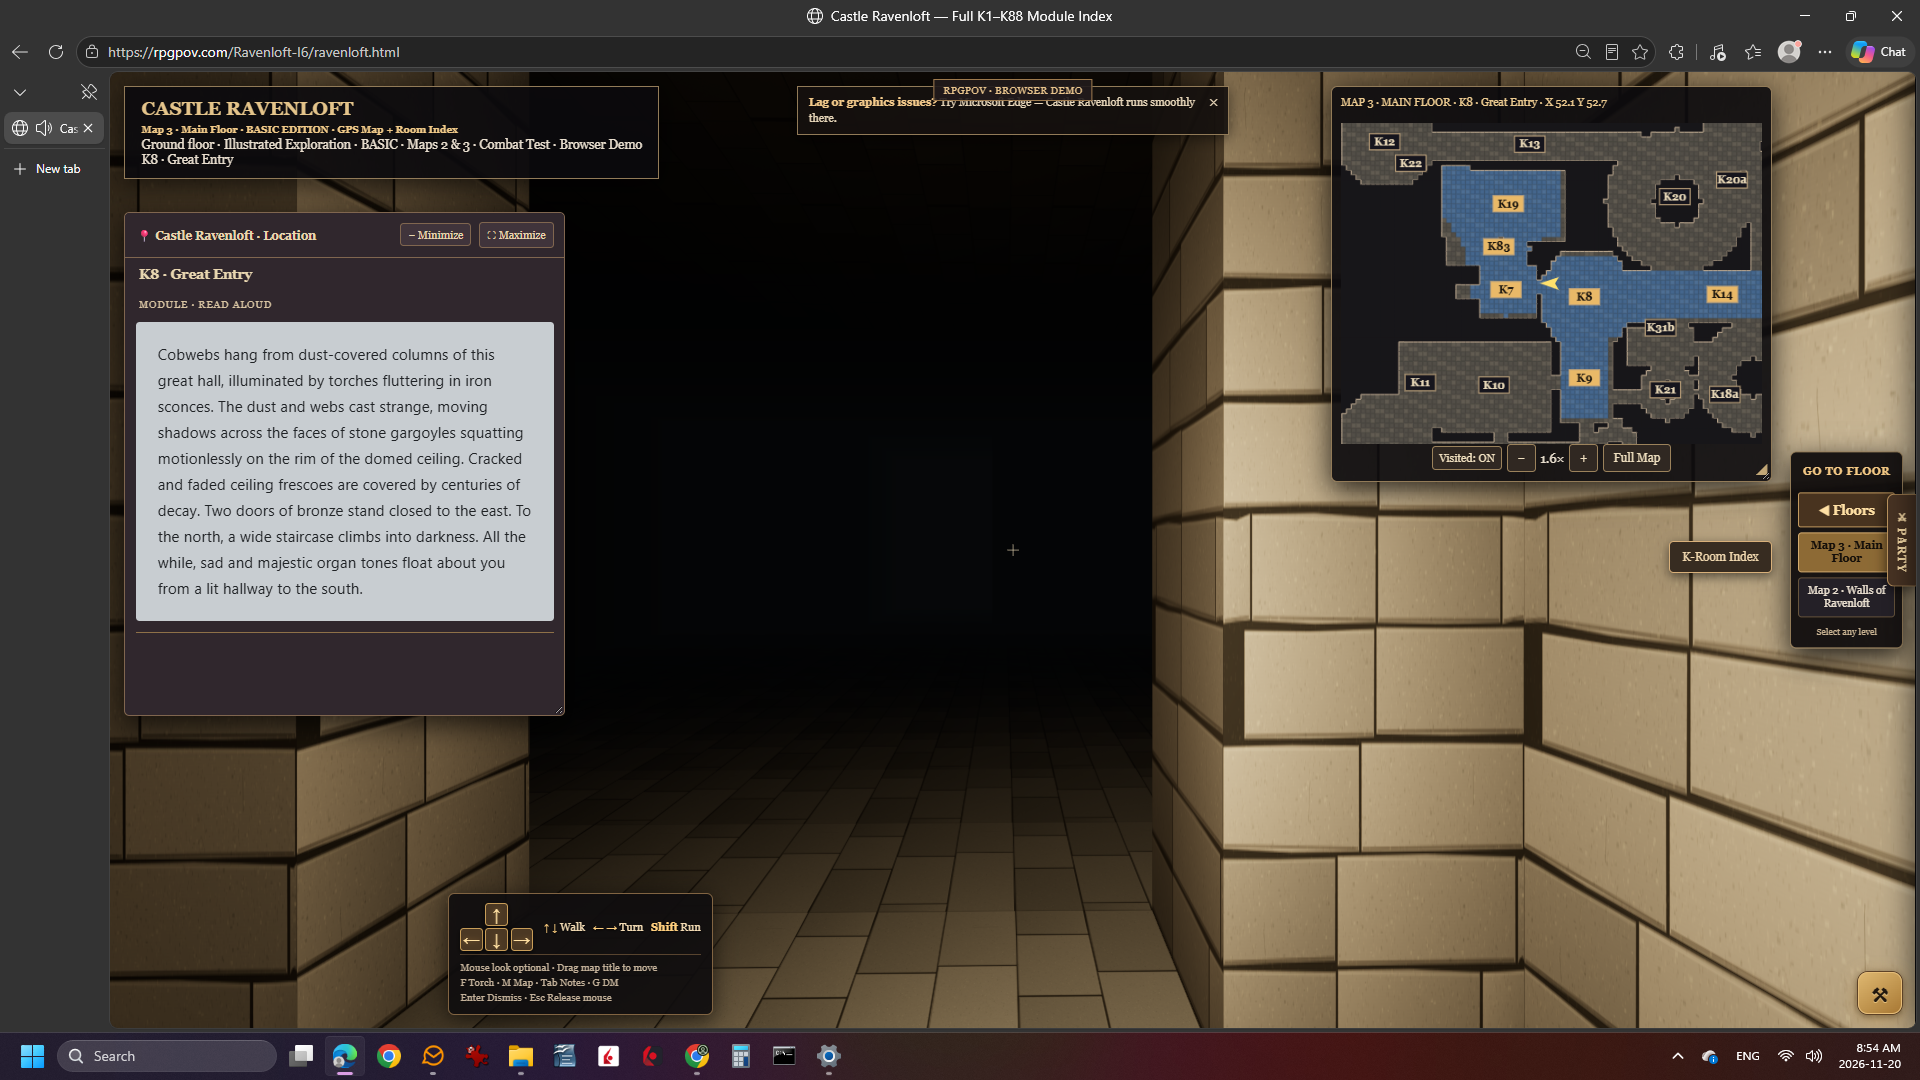 Castle Ravenloft — Full K1–K88 Module Index
https://rpgpov.com/Ravenloft-I6/ravenloft.html
Chat
Cas
New tab
CASTLE RAVENLOFT
Map 3 · Main Floor · BASIC EDITION · GPS Map + Room Index
Ground floor · Illustrated Exploration · BASIC · Maps 2 & 3 · Combat Test · Browser Demo
K8 · Great Entry
RPGPOV · BROWSER DEMO
Lag or graphics issues? Try Microsoft Edge — Castle Ravenloft runs smoothly
there.
Castle Ravenloft · Location
– Minimize
Maximize
K8 · Great Entry
MODULE · READ ALOUD
Cobwebs hang from dust-covered columns of this
great hall, illuminated by torches fluttering in iron
sconces. The dust and webs cast strange, moving
shadows across the faces of stone gargoyles squatting
motionlessly on the rim of the domed ceiling. Cracked
and faded ceiling frescoes are covered by centuries of
decay. Two doors of bronze stand closed to the east. To
the north, a wide staircase climbs into darkness. All the
while, sad and majestic organ tones float about you
from a lit hallway to the south.
MAP 3 · MAIN FLOOR · K8 · Great Entry · X 52.1 Y 52.7
K12
K13
K22
K20a
K20
K19
K83
K7
K8
K14
K31b
K9
K11
K10
K21
K18a
Visited: ON
−
1.6×
+
Full Map
GO TO FLOOR
◀ Floors
Map 3 · Main
Floor
Map 2 · Walls of
Ravenloft
Select any level
PARTY
K-Room Index
↑
← ↓ →
↑↓ Walk ←→ Turn Shift Run
Mouse look optional · Drag map title to move
F Torch · M Map · Tab Notes · G DM
Enter Dismiss · Esc Release mouse
Search
ENG
8:54 AM
2026-11-20